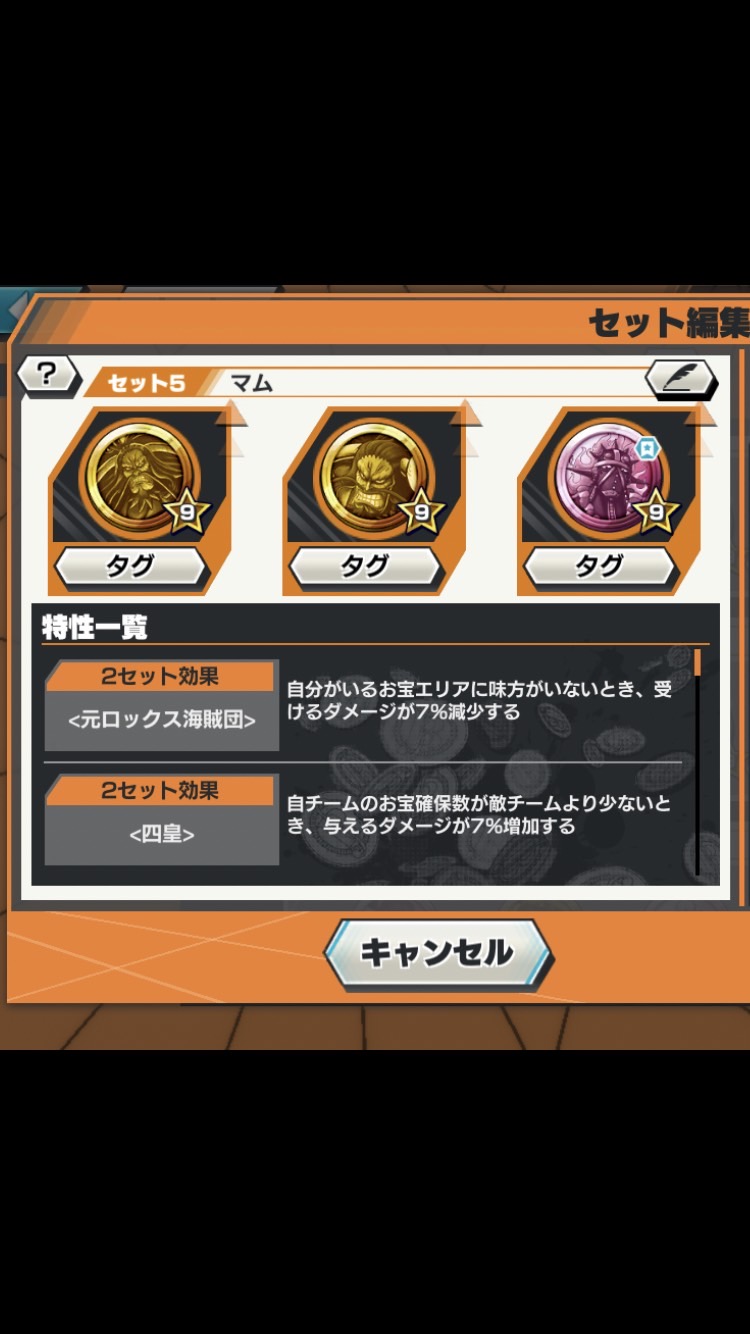 セット編集
?
セット5 マム
9 9 9
タグ タグ タグ
特性一覧
2セット効果
<元ロックス海賊団>
自分がいるお宝エリアに味方がいないとき、受
けるダメージが7%減少する
2セット効果
<四皇>
自チームのお宝確保数が敵チームより少ないと
き、与えるダメージが7%増加する
キャンセル